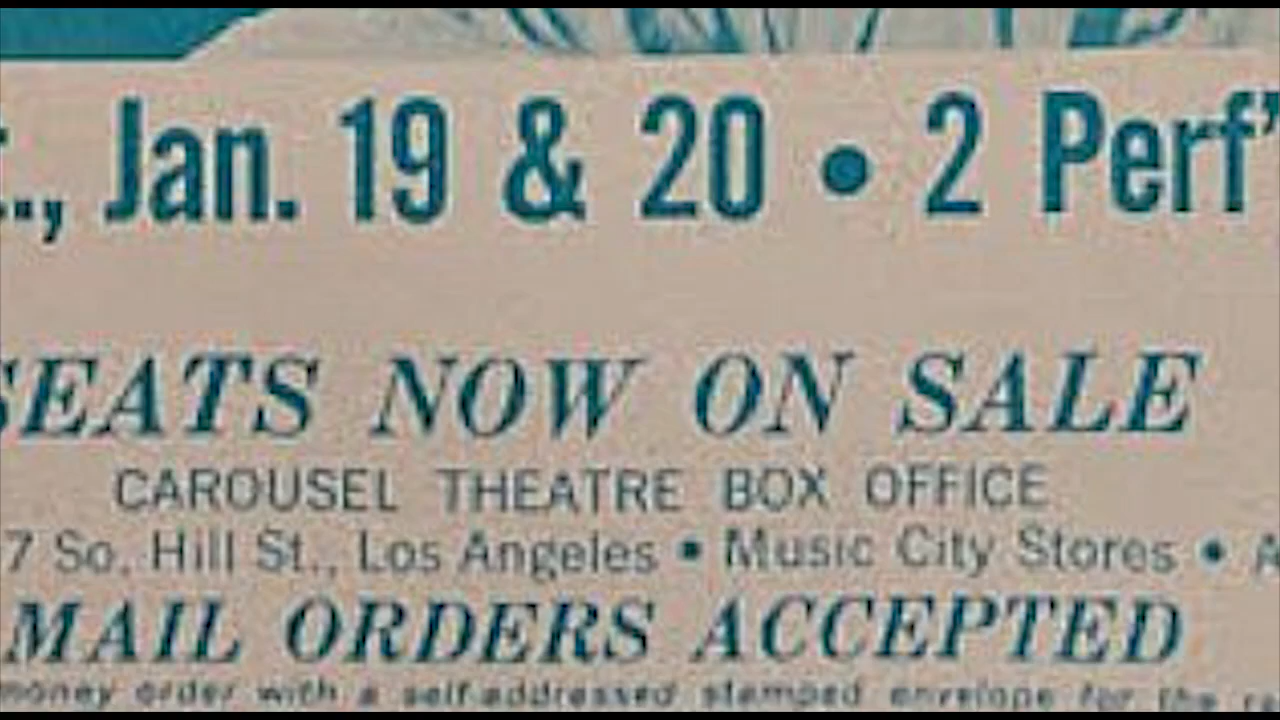 ., Jan. 19 & 20 • 2 Perf'
SEATS NOW ON SALE
CAROUSEL THEATRE BOX OFFICE
7 So. Hill St., Los Angeles • Music City Stores • A
MAIL ORDERS ACCEPTED
money order with a self-addressed stamped envelope for the